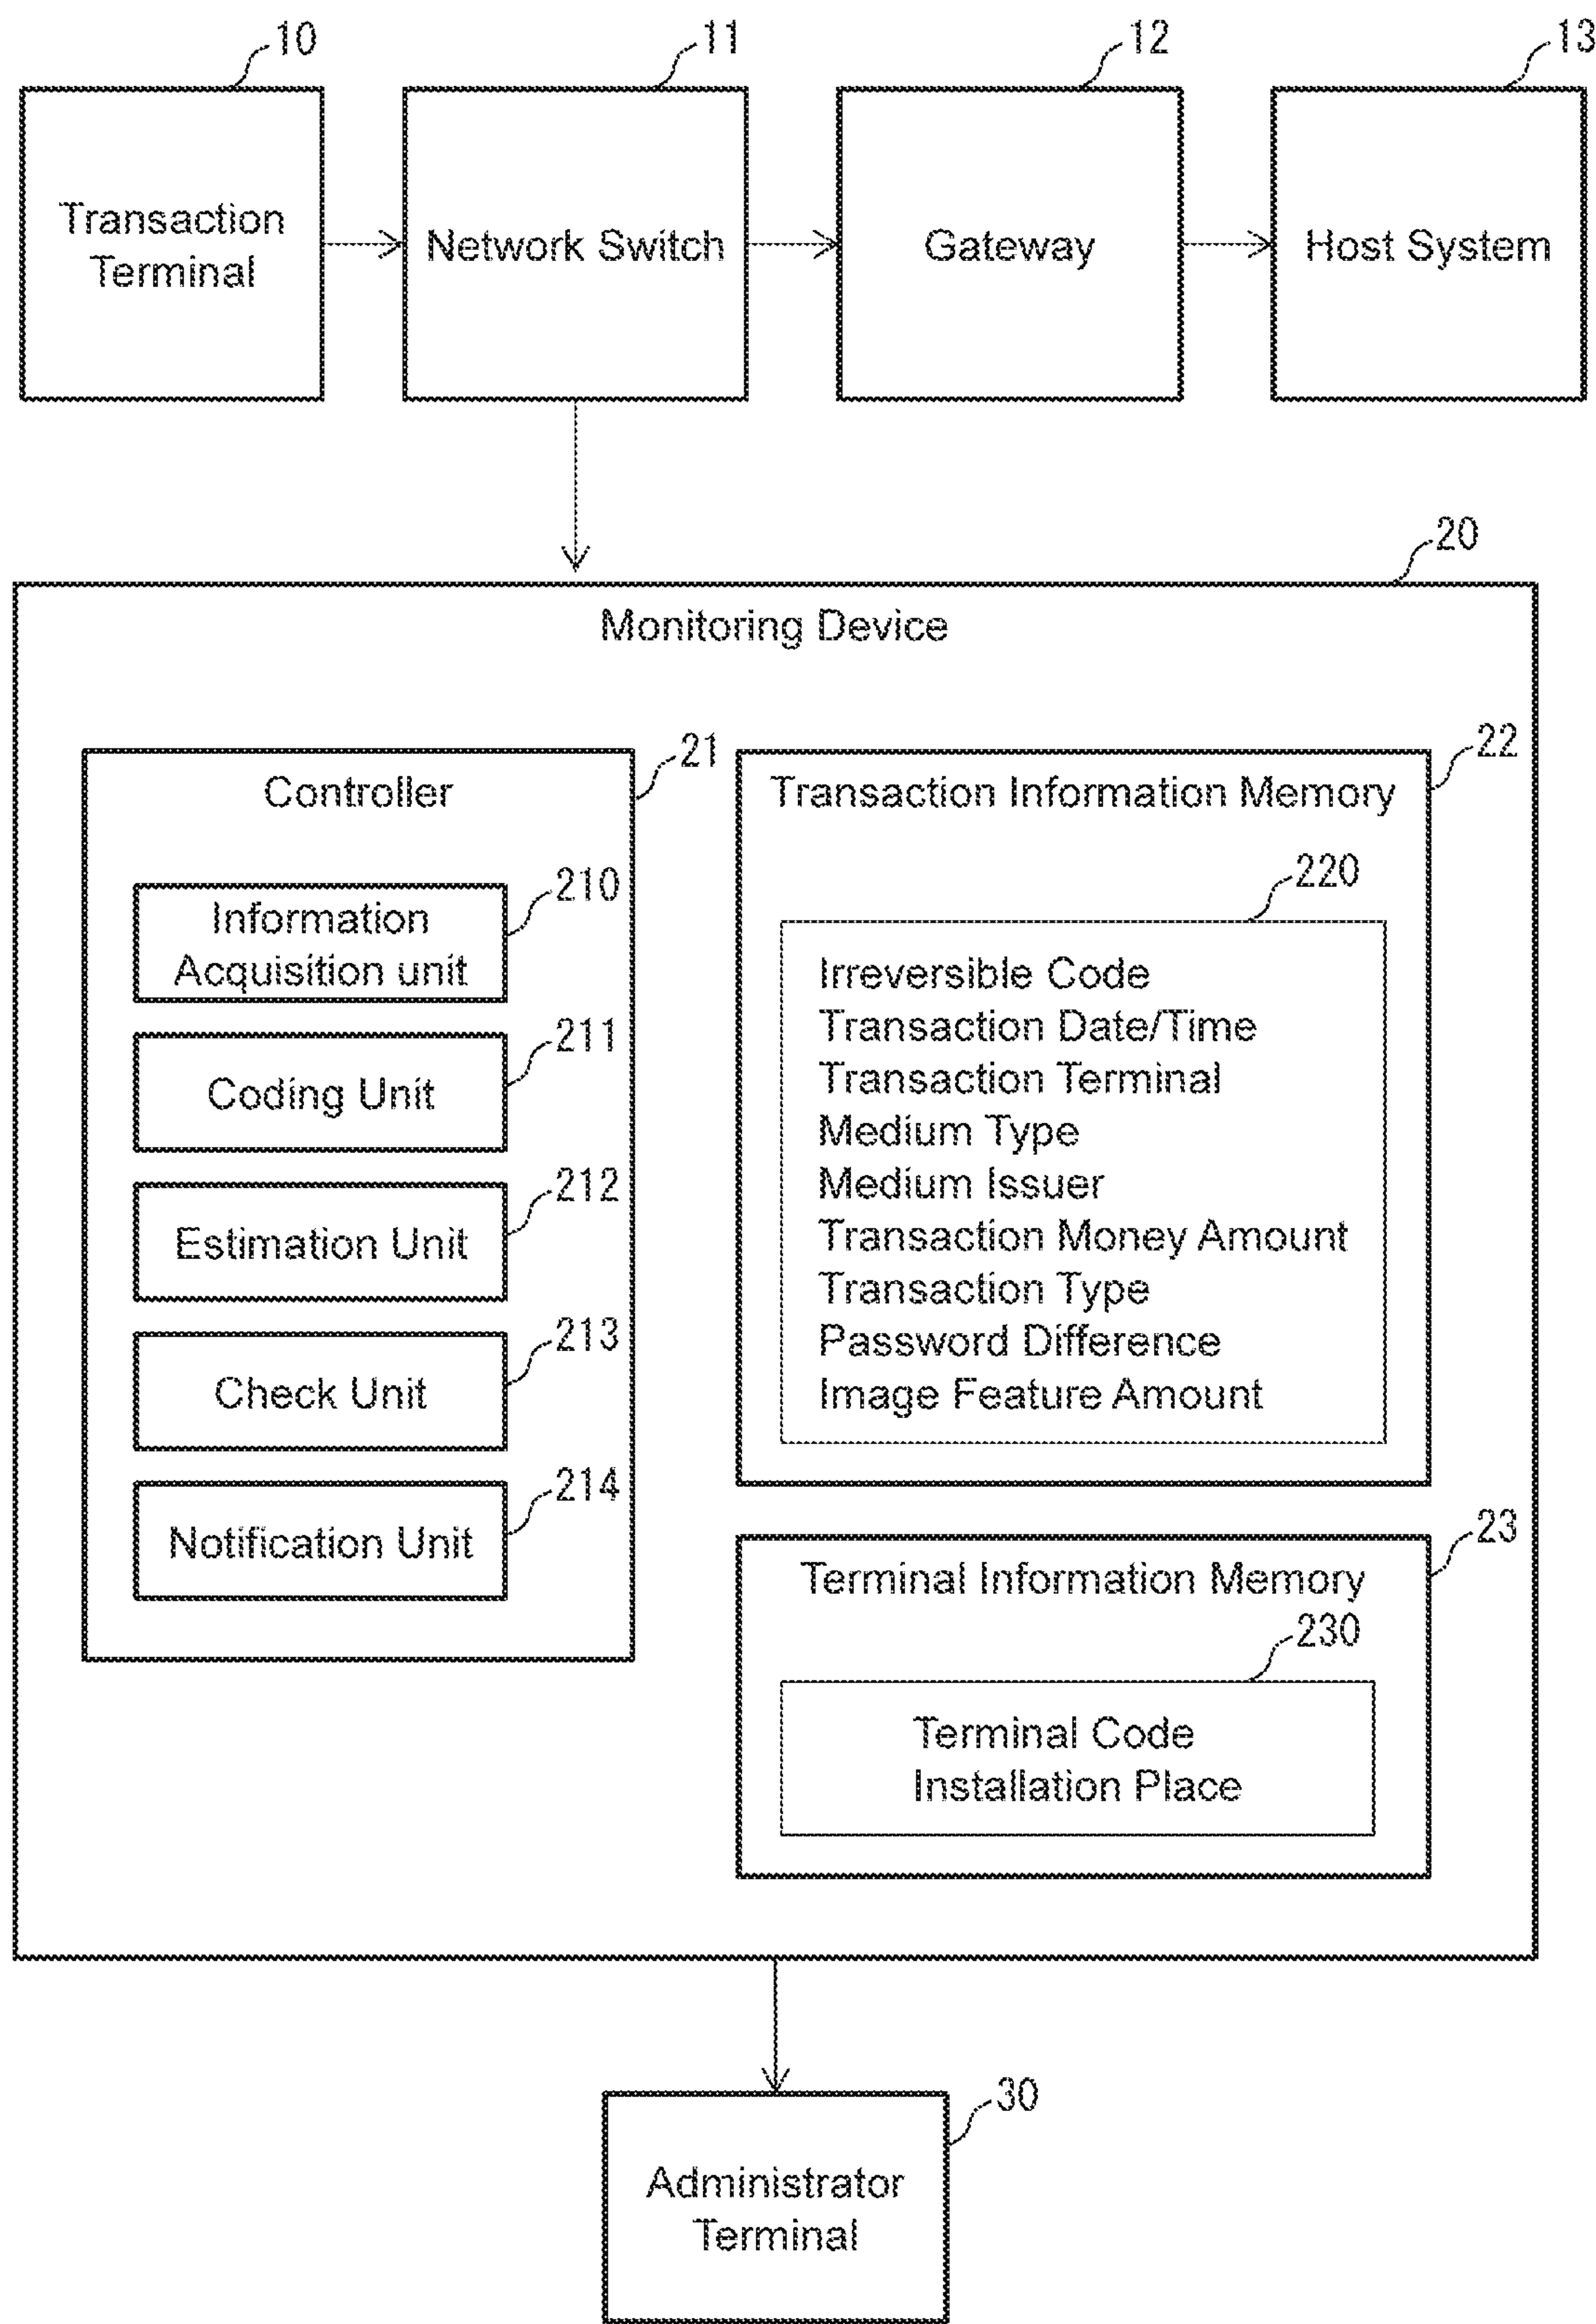 10
11
12
13
Transaction
Terminal
Network Switch
Gateway
Host System
20
Monitoring Device
21
Controller
210
Information
Acquisition unit
211
Coding Unit
212
Estimation Unit
213
Check Unit
214
Notification Unit
22
Transaction Information Memory
220
Irreversible Code
Transaction Date/Time
Transaction Terminal
Medium Type
Medium Issuer
Transaction Money Amount
Transaction Type
Password Difference
Image Feature Amount
23
Terminal Information Memory
230
Terminal Code
Installation Place
30
Administrator
Terminal